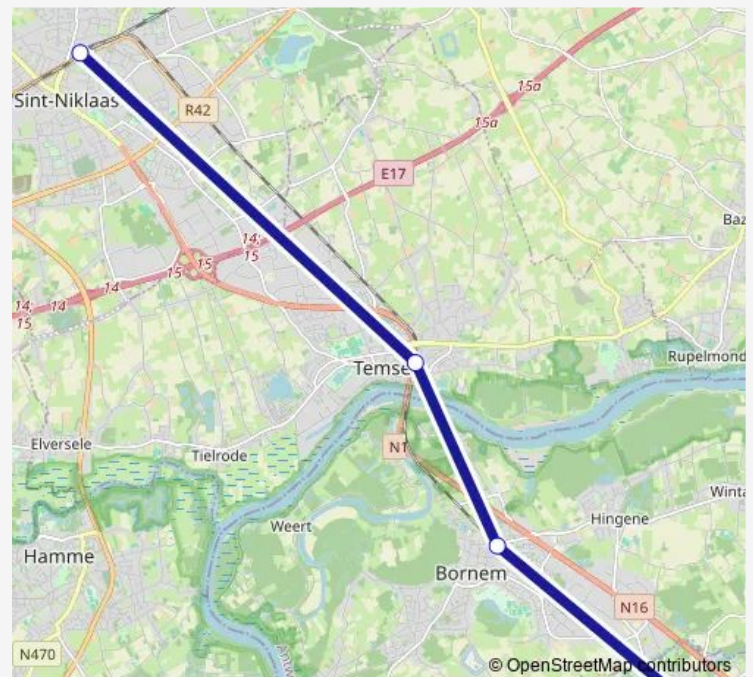 15a
Sint-Niklaas
R42
15a
E17
Baz
14;
15
15
15
14
14
14;
15
Rupelmond
Temse
Elversele
N1
Tielrode
Winta
Hingene
Weert
Hamme
Bornem
N16
N470
Antw
© OpenStreetMap contributors